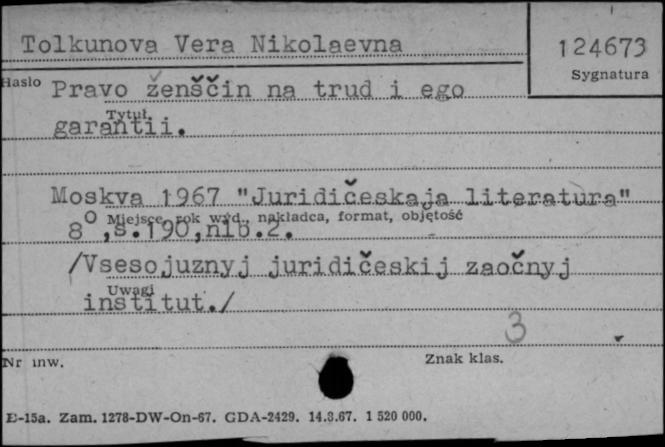 Tolkunova Vera Nikolaevna
124673
Sygnatura
Hasło
Pravo ženščin na trud i ego
Tytuł
garantii.
Moskva 1967 "Juridičeskaja literatura"
Miejsce, rok wyd., nakładca, format, objętość
8°,s.190,nlb.2.
/Vsesojuznyj juridičeskij zaočnyj
Uwagi
institut./
3
Nr inw.
Znak klas.
E-15a. Zam. 1278-DW-On-67. GDA-2429. 14.8.67. 1 520 000.